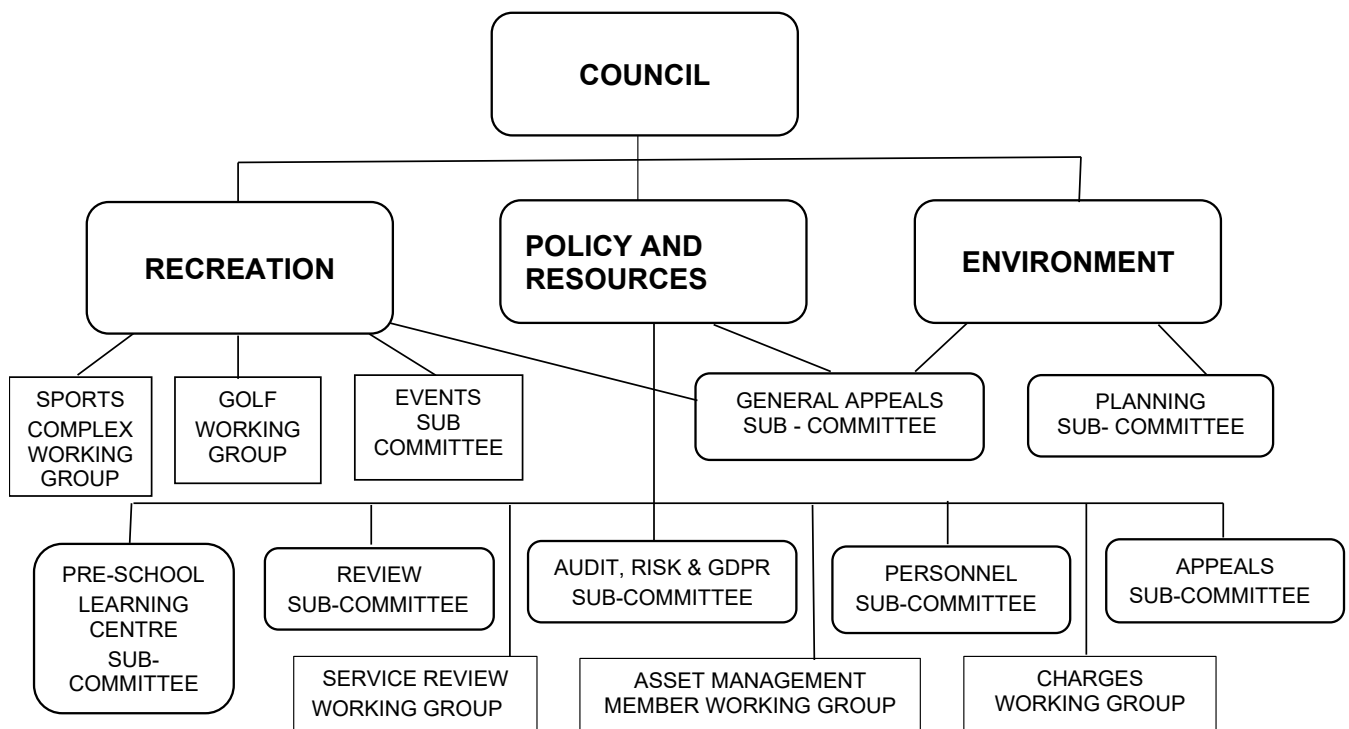 COUNCIL
RECREATION
POLICY AND
RESOURCES
ENVIRONMENT
SPORTS
COMPLEX
WORKING
GROUP
GOLF
WORKING
GROUP
EVENTS
SUB
COMMITTEE
GENERAL APPEALS
SUB - COMMITTEE
PLANNING
SUB- COMMITTEE
PRE-SCHOOL
LEARNING
CENTRE
SUB-
COMMITTEE
REVIEW
SUB-COMMITTEE
AUDIT, RISK & GDPR
SUB-COMMITTEE
PERSONNEL
SUB-COMMITTEE
APPEALS
SUB-COMMITTEE
SERVICE REVIEW
WORKING GROUP
ASSET MANAGEMENT
MEMBER WORKING GROUP
CHARGES
WORKING GROUP